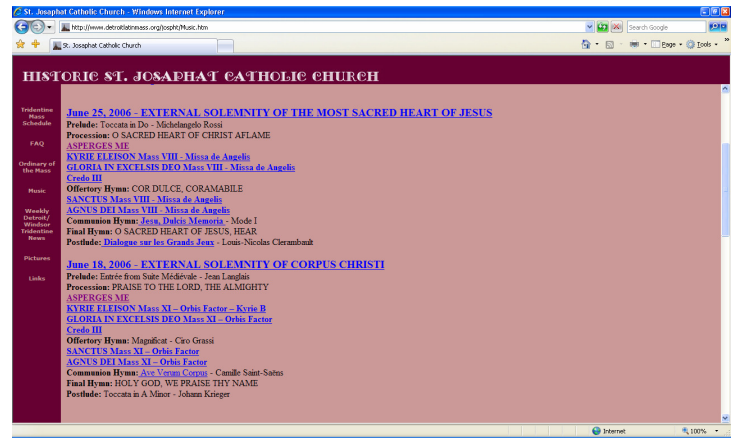 St. Josaphat Catholic Church - Windows Internet Explorer
http://www.detroitlatinmass.org/jospht/Music.htm
Search Google
St. Josaphat Catholic Church
Page
Tools
HISTORIC ST. JOSAPHAT CATHOLIC CHURCH
Tridentine
Mass
Schedule
FAQ
Ordinary of
the Mass
Music
Weekly
Detroit/
Windsor
Tridentine
News
Pictures
Links
June 25, 2006 - EXTERNAL SOLEMNITY OF THE MOST SACRED HEART OF JESUS
Prelude: Toccata in Do - Michelangelo Rossi
Procession: O SACRED HEART OF CHRIST AFLAME
ASPERGES ME
KYRIE ELEISON Mass VIII - Missa de Angelis
GLORIA IN EXCELSIS DEO Mass VIII - Missa de Angelis
Credo III
Offertory Hymn: COR DULCE, CORAMABILE
SANCTUS Mass VIII - Missa de Angelis
AGNUS DEI Mass VIII - Missa de Angelis
Communion Hymn: Jesu, Dulcis Memoria - Mode I
Final Hymn: O SACRED HEART OF JESUS, HEAR
Postlude: Dialogue sur les Grands Jeux - Louis-Nicolas Clerambault
June 18, 2006 - EXTERNAL SOLEMNITY OF CORPUS CHRISTI
Prelude: Entrée from Suite Médiévale - Jean Langlais
Procession: PRAISE TO THE LORD, THE ALMIGHTY
ASPERGES ME
KYRIE ELEISON Mass XI – Orbis Factor – Kyrie B
GLORIA IN EXCELSIS DEO Mass XI – Orbis Factor
Credo III
Offertory Hymn: Magnificat - Ciro Grassi
SANCTUS Mass XI – Orbis Factor
AGNUS DEI Mass XI – Orbis Factor
Communion Hymn: Ave Verum Corpus - Camille Saint-Saëns
Final Hymn: HOLY GOD, WE PRAISE THY NAME
Postlude: Toccata in A Minor - Johann Krieger
Internet
100%